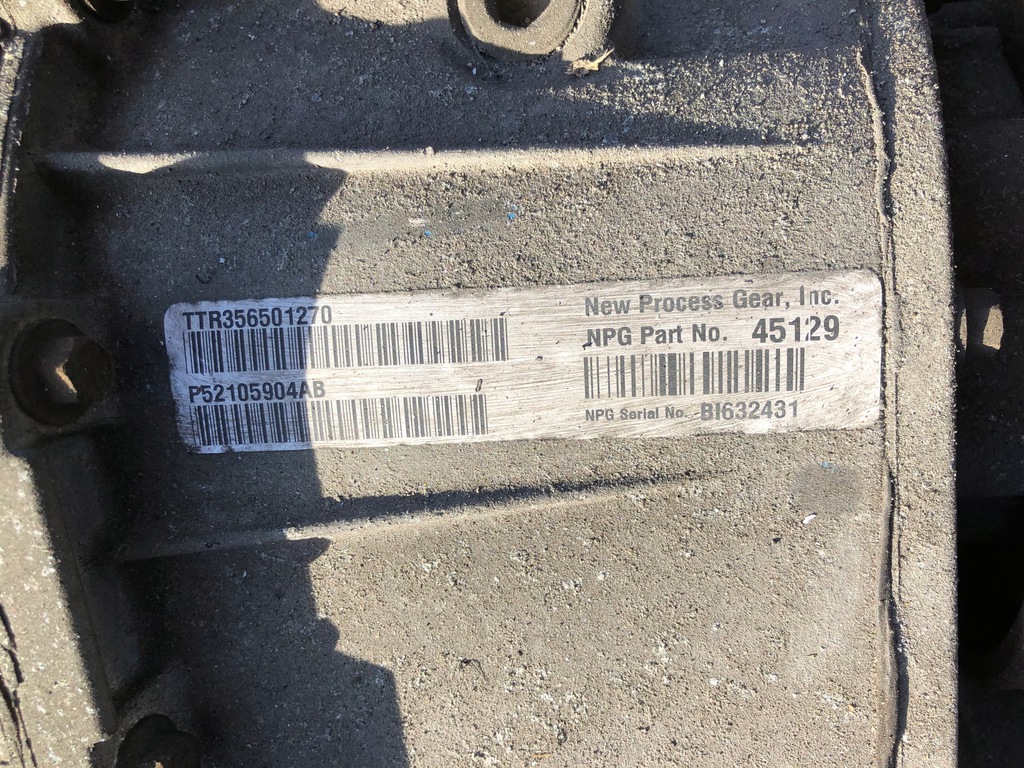 TTR356501270
P52105904AB
New Process Gear, Inc.
NPG Part No. 45129
NPG Serial No. BI632431